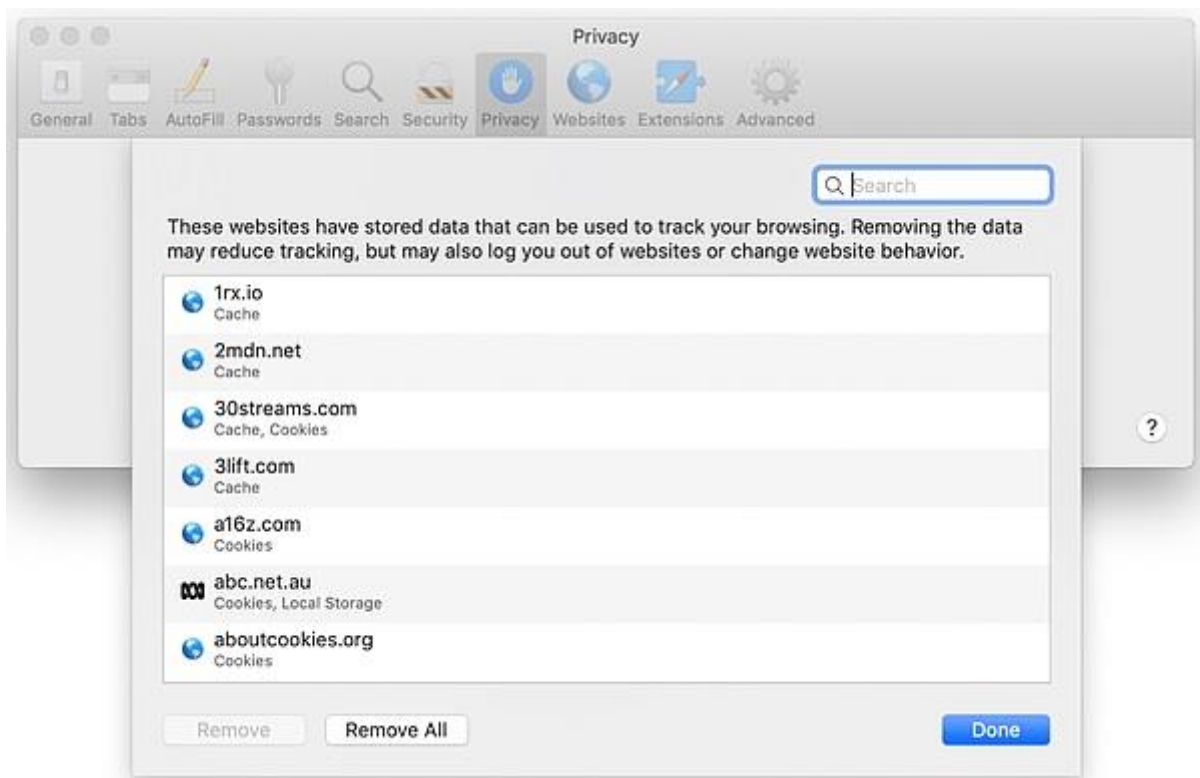 Privacy
General Tabs AutoFill Passwords Search Security Privacy Websites Extensions Advanced
Search
These websites have stored data that can be used to track your browsing. Removing the data
may reduce tracking, but may also log you out of websites or change website behavior.
1rx.io
Cache
2mdn.net
Cache
30streams.com
Cache, Cookies
3lift.com
Cache
a16z.com
Cookies
abc.net.au
Cookies, Local Storage
aboutcookies.org
Cookies
?
Remove Remove All Done